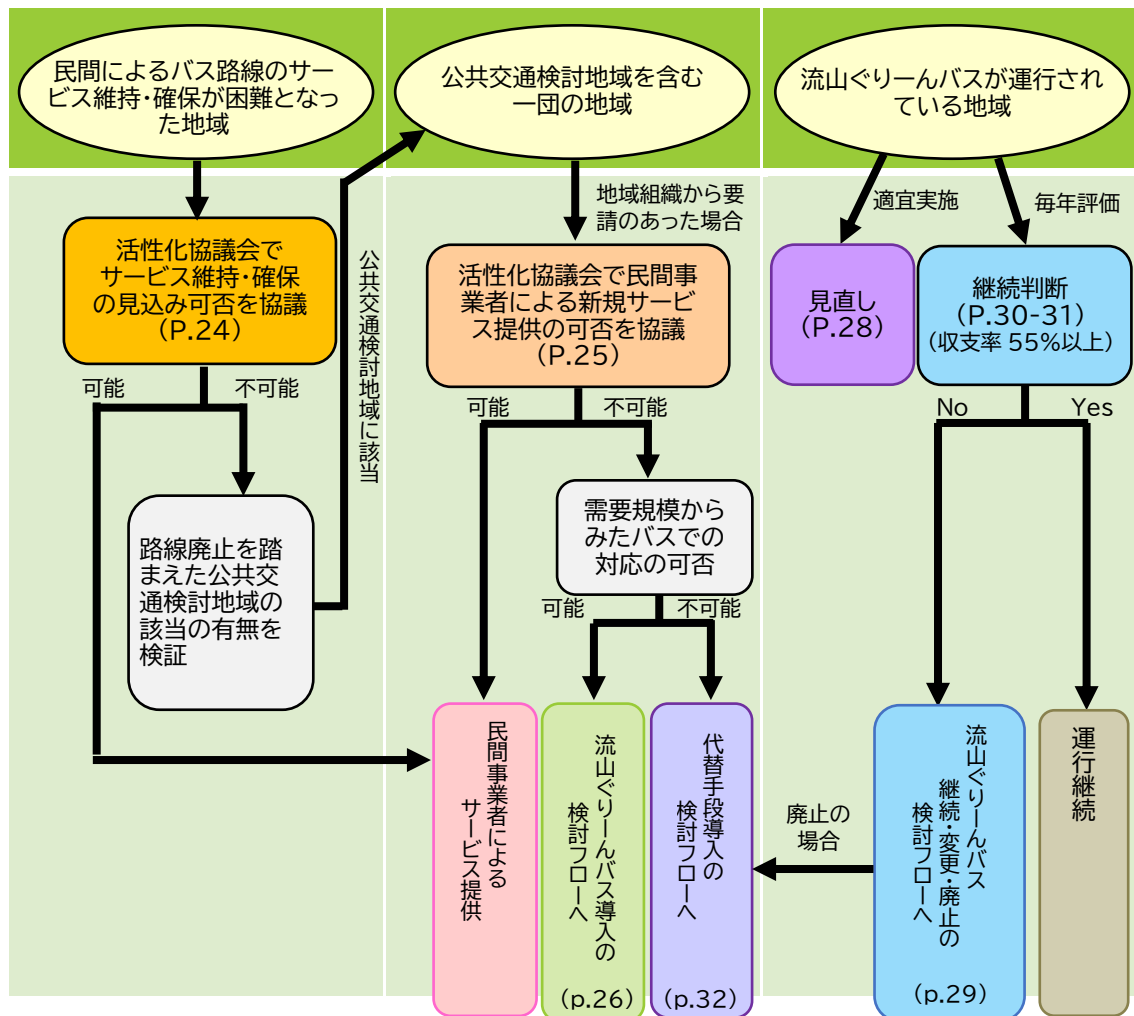 民間によるバス路線のサー
ビス維持・確保が困難となっ
た地域
公共交通検討地域を含む
一団の地域
流山ぐりーんバスが運行され
ている地域
地域組織から要
請のあった場合
適宜実施
毎年評価
活性化協議会で
サービス維持・確保
の見込み可否を協議
（P.24）
公共交通検討地域に該当
活性化協議会で民間事
業者による新規サービ
ス提供の可否を協議
（P.25）
見直し
（P.28）
継続判断
（P.30-31）
（収支率 55%以上）
可能
不可能
可能
不可能
No
Yes
路線廃止を踏
まえた公共交
通検討地域の
該当の有無を
検証
需要規模から
みたバスでの
対応の可否
可能
不可能
民間事業者による
サービス提供
流山ぐりーんバス導入の
検討フローへ
（p.26）
代替手段導入の
検討フローへ
（p.32）
廃止の
場合
流山ぐりーんバス
継続・変更・廃止の
検討フローへ
（p.29）
運行継続